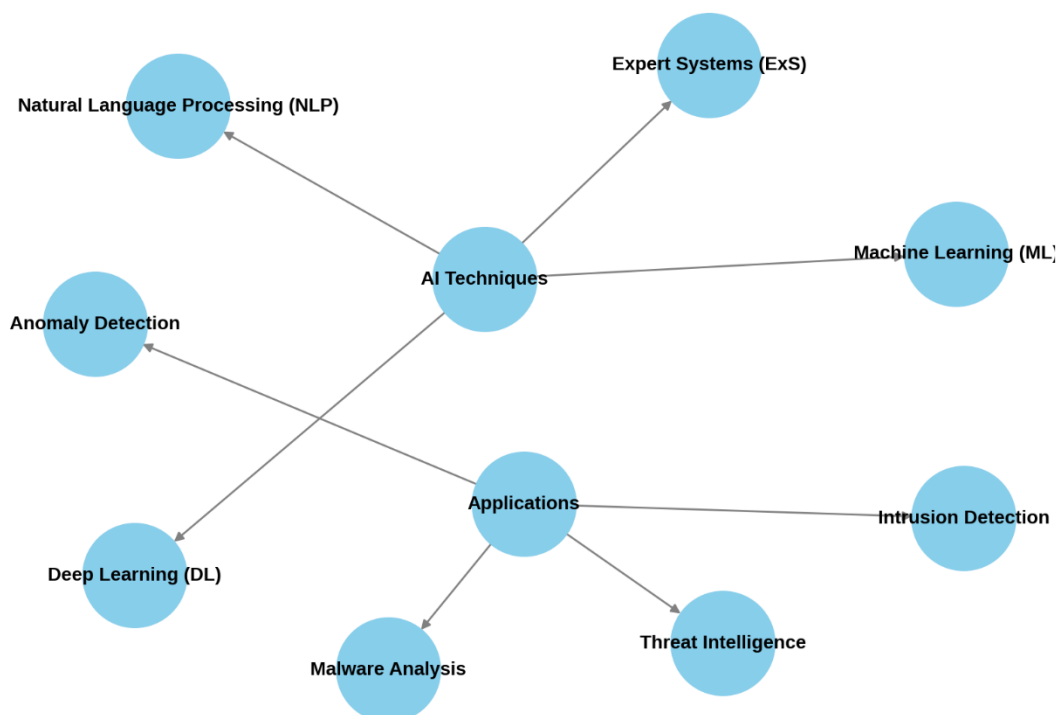 Expert Systems (ExS)
Natural Language Processing (NLP)
Machine Learning (ML)
AI Techniques
Anomaly Detection
Applications
Intrusion Detection
Deep Learning (DL)
Threat Intelligence
Malware Analysis